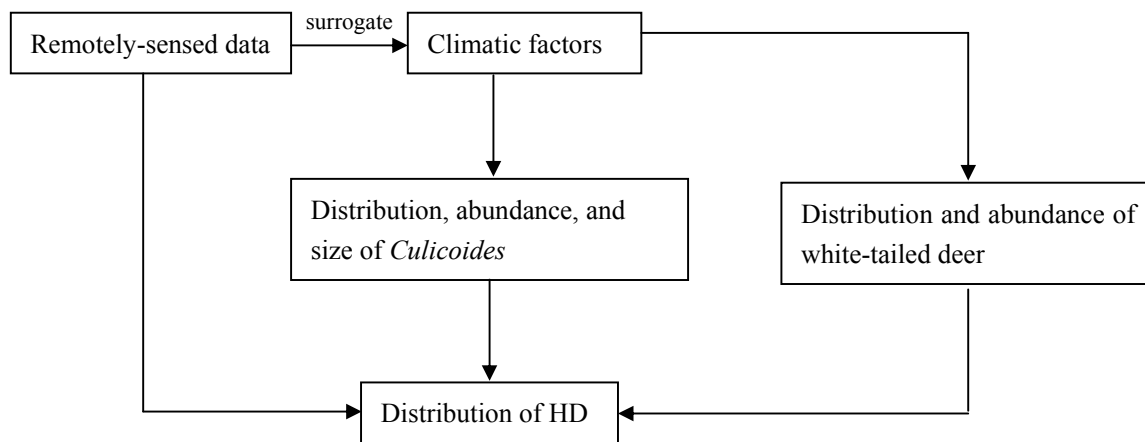 surrogate
Remotely-sensed data
Climatic factors
Distribution, abundance, and
size of Culicoides
Distribution and abundance of
white-tailed deer
Distribution of HD